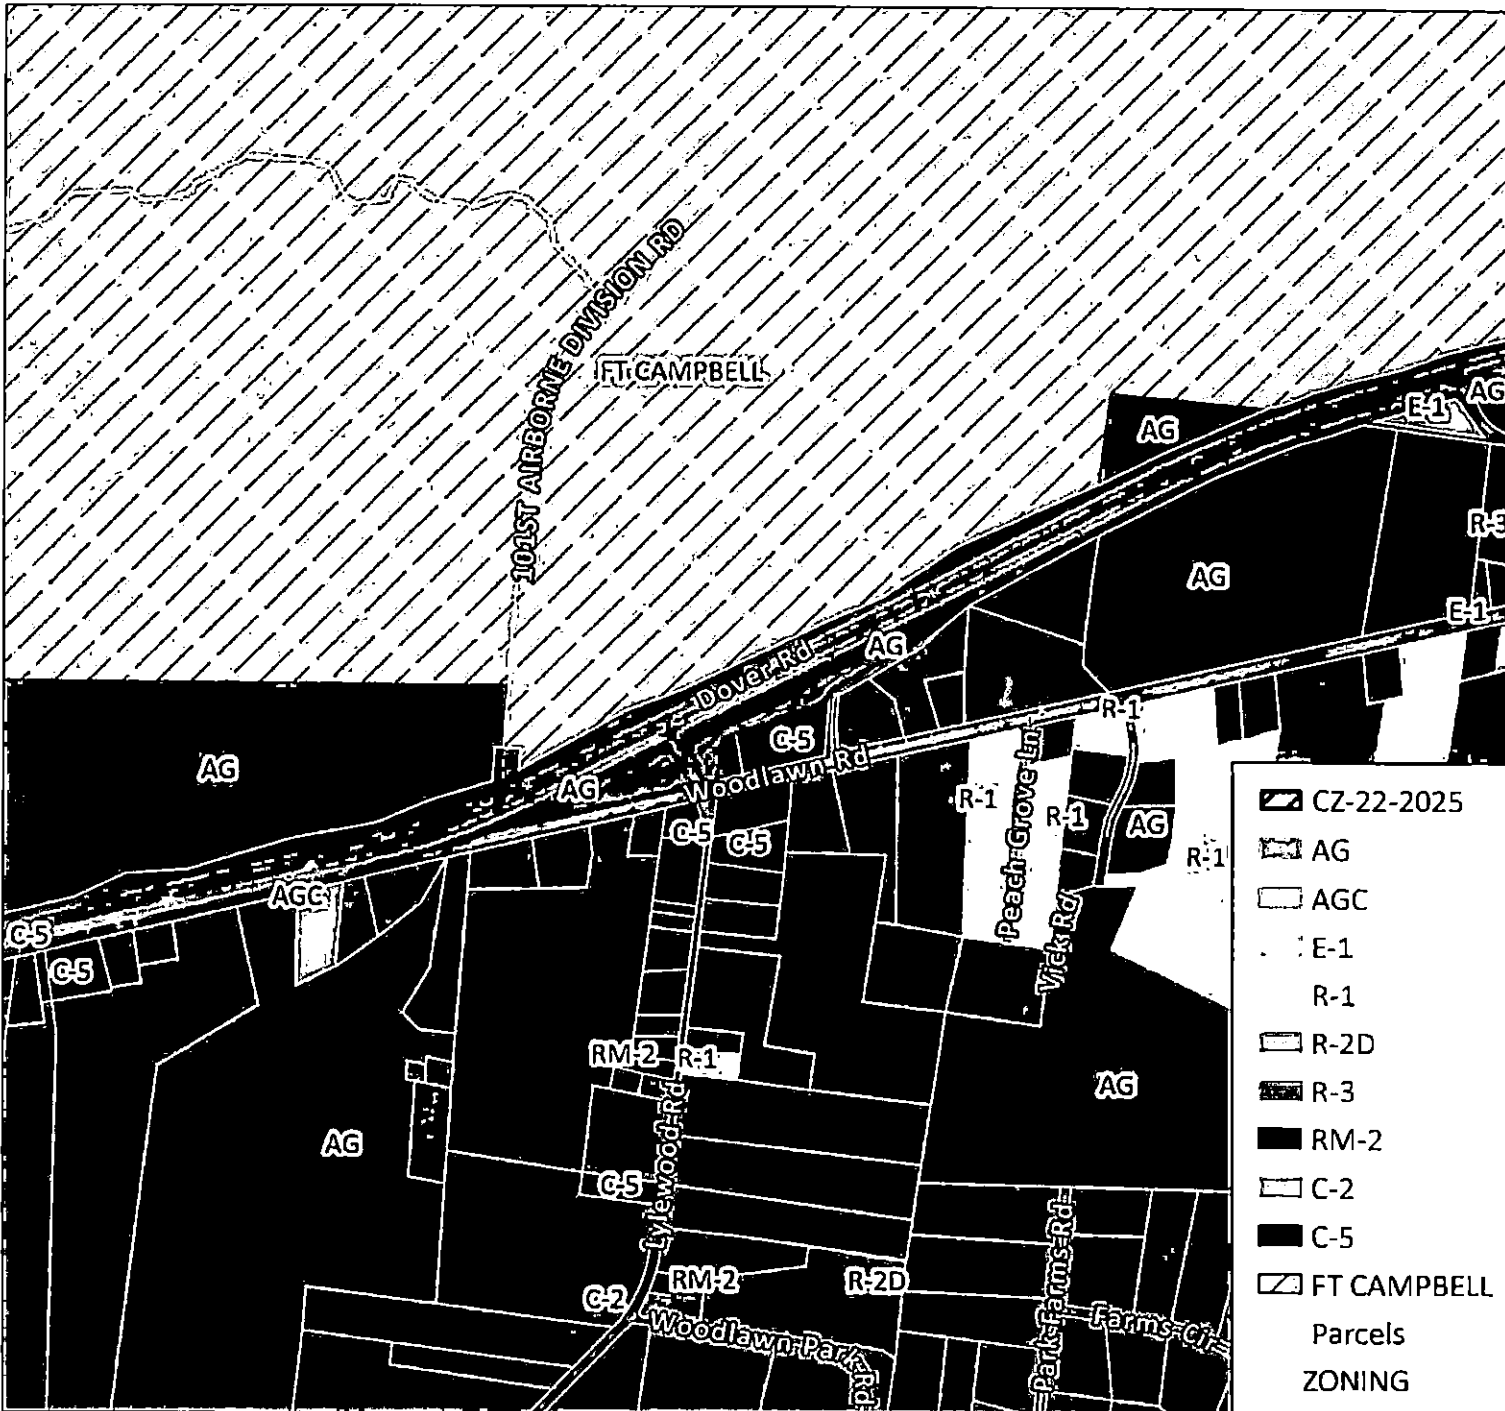 101ST AIRBORNE DIVISION RD
FT CAMPBELL
AG
E-1
AG
R-3
AG
E-1
AG
Dover Rd
R-1
C-5
Woodlawn Rd
AG
AG
R-1
Peach Grove Ln
R-1
AG
R-1
C-5
C-5
AGC
C-5
C-5
Vick Rd
RM-2
R-1
AG
AG
Lylewood Rd
C-5
RM-2
R-2D
C-2
Woodlawn Park Rd
Park Farms Rd
Farms Cir
CZ-22-2025
AG
AGC
E-1
R-1
R-2D
R-3
RM-2
C-2
C-5
FT CAMPBELL
Parcels
ZONING